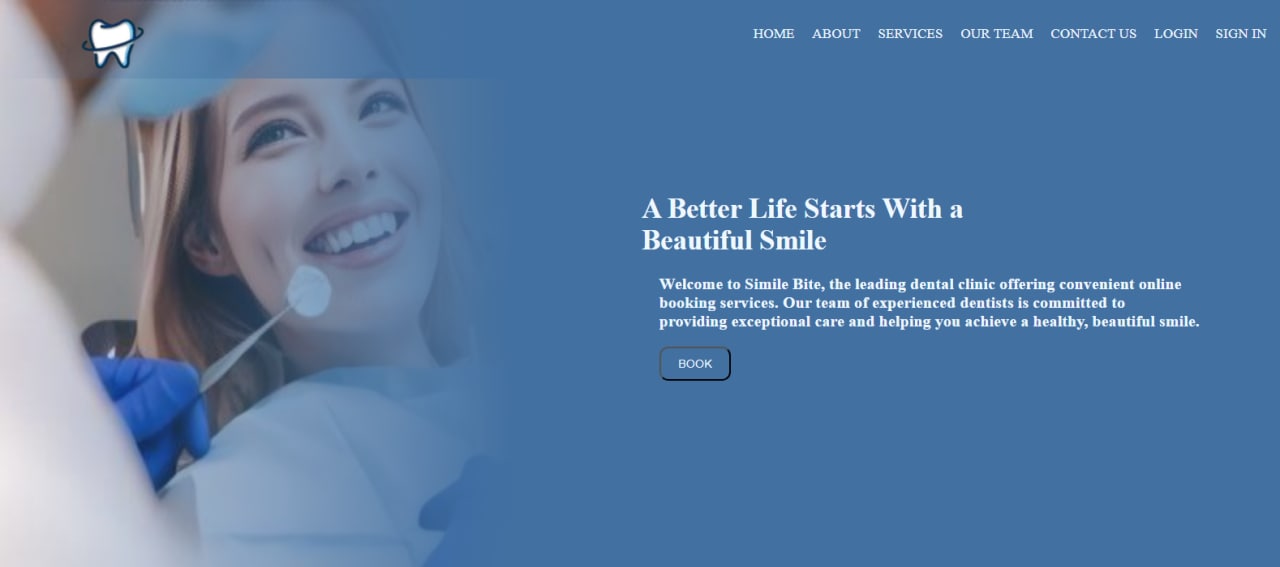 HOME ABOUT SERVICES OUR TEAM CONTACT US LOGIN SIGN IN
A Better Life Starts With a
Beautiful Smile
Welcome to Simile Bite, the leading dental clinic offering convenient online
booking services. Our team of experienced dentists is committed to
providing exceptional care and helping you achieve a healthy, beautiful smile.
BOOK